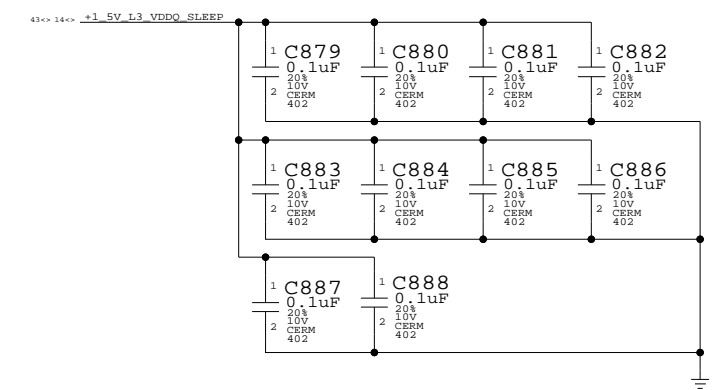 43<> 14<> +1_5V_L3_VDDQ_SLEEP
1 C879
0.1uF
20%
10V
2 CERM
402
1 C880
0.1uF
20%
10V
2 CERM
402
1 C881
0.1uF
20%
10V
2 CERM
402
1 C882
0.1uF
20%
10V
2 CERM
402
1 C883
0.1uF
20%
10V
2 CERM
402
1 C884
0.1uF
20%
10V
2 CERM
402
1 C885
0.1uF
20%
10V
2 CERM
402
1 C886
0.1uF
20%
10V
2 CERM
402
1 C887
0.1uF
20%
10V
2 CERM
402
1 C888
0.1uF
20%
10V
2 CERM
402